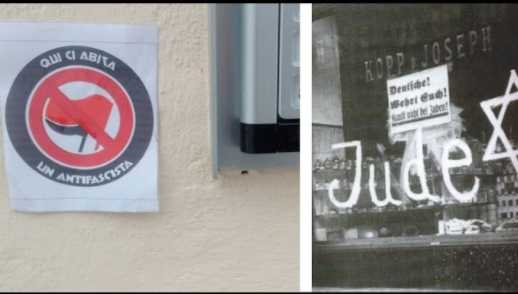 QUI CI ABITA
UN ANTIFASCISTA
KOPP & JOSEPH
Deutsche!
Wehrt Euch!
Kauft nicht bei Juden!
Jude